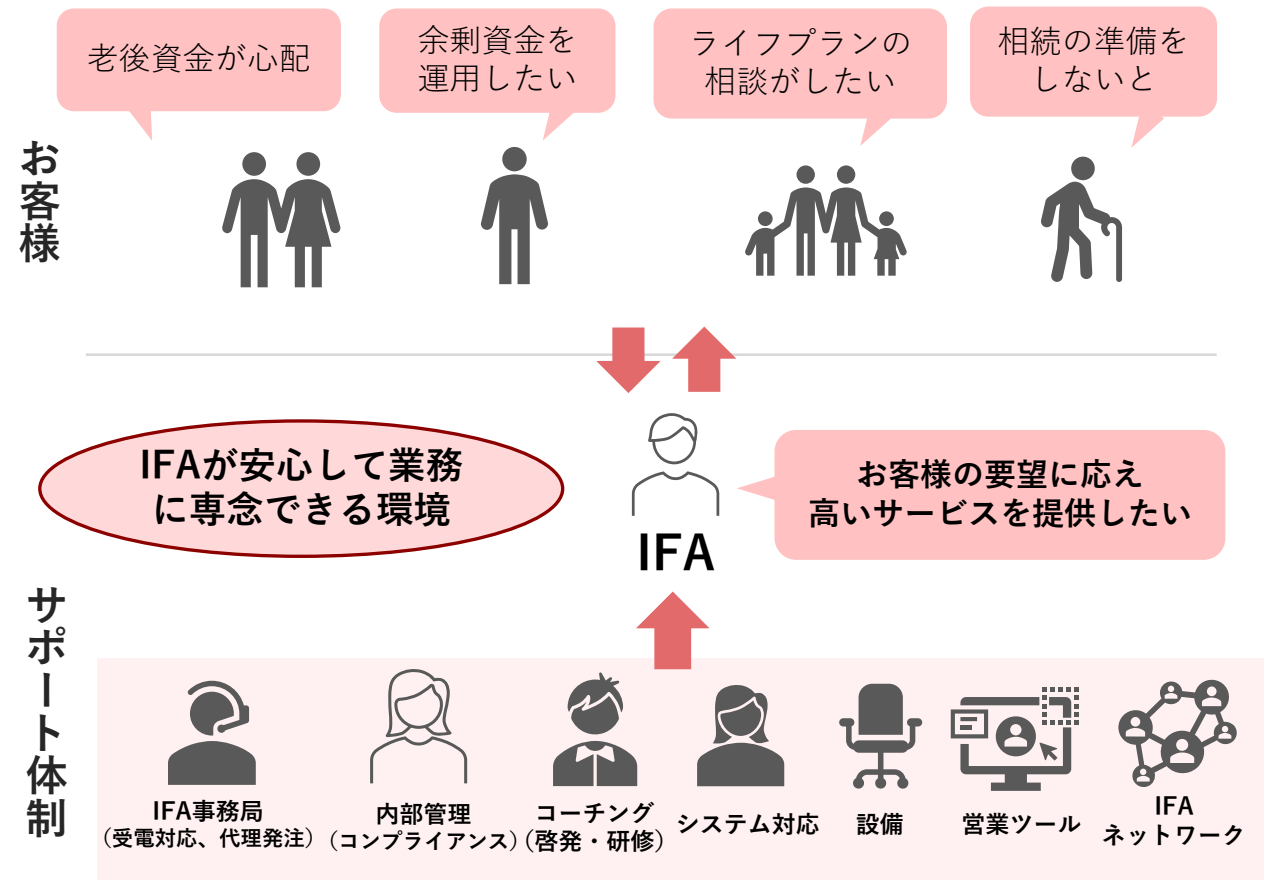 老後資金が心配
余剰資金を
運用したい
ライフプランの
相談がしたい
相続の準備を
しないと
お客様
IFAが安心して業務
に専念できる環境
IFA
お客様の要望に応え
高いサービスを提供したい
サポート体制
IFA事務局
(受電対応、代理発注)
内部管理
(コンプライアンス)
コーチング
(啓発・研修)
システム対応
設備
営業ツール
IFA
ネットワーク